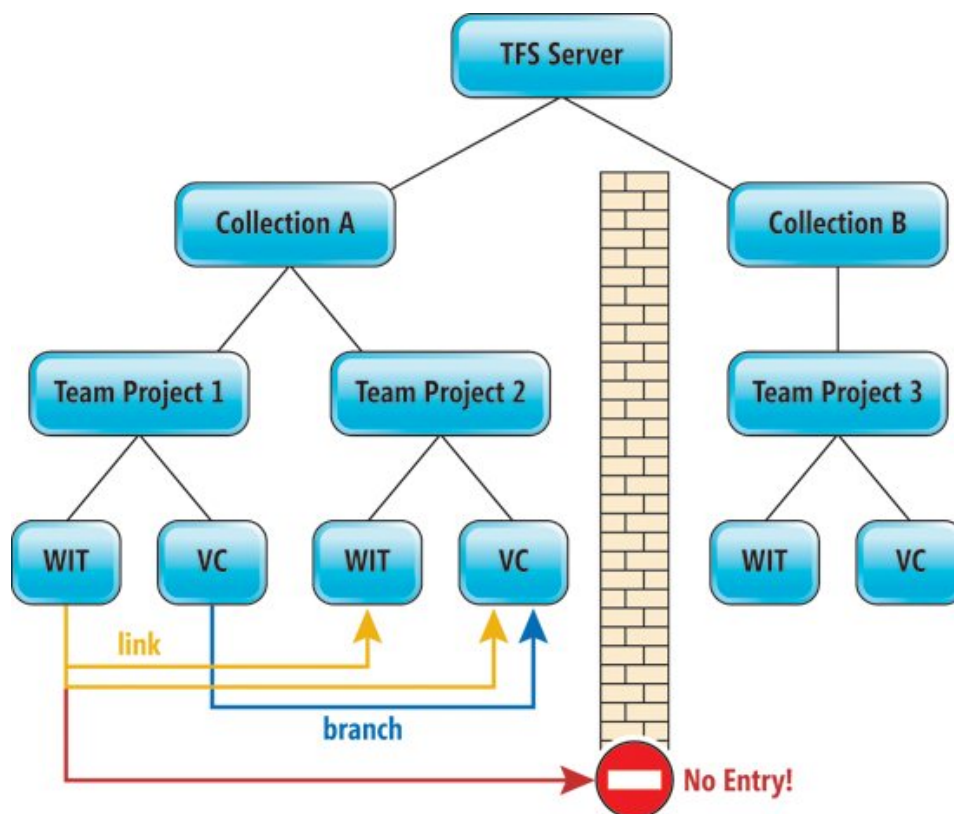 TFS Server
Collection A
Collection B
Team Project 1
Team Project 2
Team Project 3
WIT
VC
WIT
VC
WIT
VC
link
branch
No Entry!